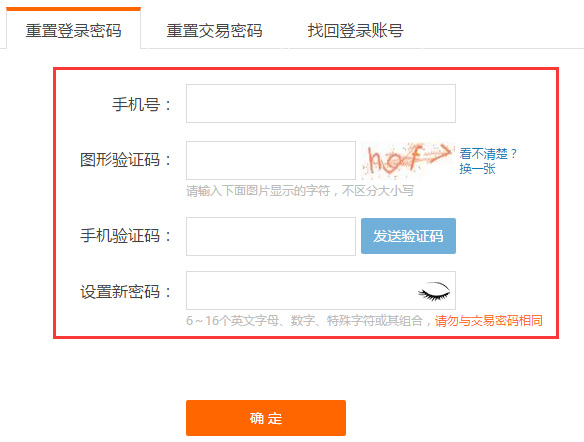 重置登录密码 重置交易密码 找回登录账号
手机号：
图形验证码： hof 看不清楚？
换一张
请输入下面图片显示的字符，不区分大小写
手机验证码： 发送验证码
设置新密码：
6～16个英文字母、数字、特殊字符或其组合，请勿与交易密码相同
确 定